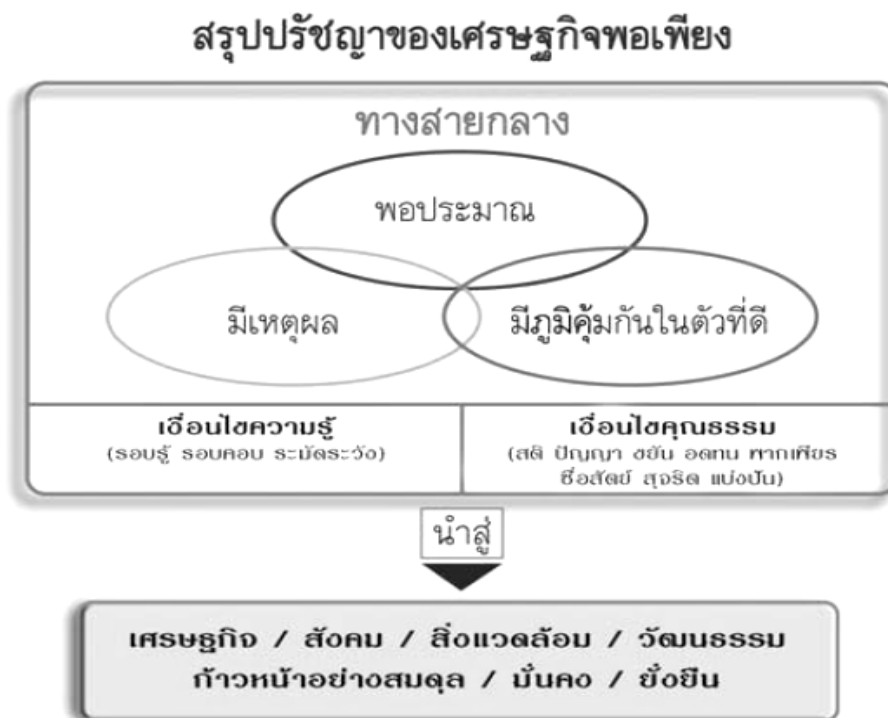 สรุปปรัชญาของเศรษฐกิจพอเพียง
ทางสายกลาง
พอประมาณ
มีเหตุผล
มีภูมิคุ้มกันในตัวที่ดี
เงื่อนไขความรู้
(รอบรู้ รอบคอบ ระมัดระวัง)
เงื่อนไขคุณธรรม
(สติ ปัญญา ขยัน อดทน พากเพียร
ซื่อสัตย์ สุจริต แบ่งปัน)
นำสู่
เศรษฐกิจ / สังคม / สิ่งแวดล้อม / วัฒนธรรม
ก้าวหน้าอย่างสมดุล / มั่นคง / ยั่งยืน